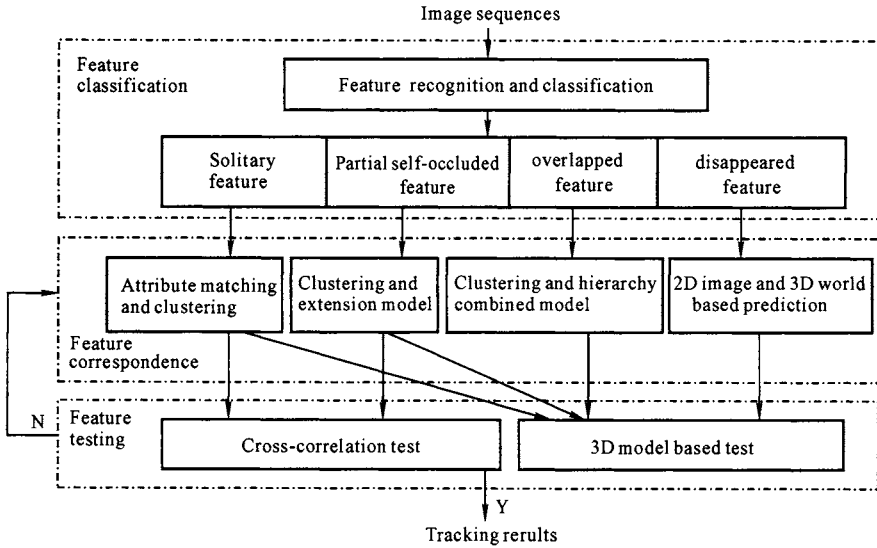 Image sequences
Feature
classification
Feature recognition and classification
Solitary
feature
Partial self-occluded
feature
overlapped
feature
disappeared
feature
Attribute matching
and clustering
Clustering and
extension model
Clustering and hierarchy
combined model
2D image and 3D world
based prediction
Feature
correspondence
N
Feature
testing
Cross-correlation test
3D model based test
Y
Tracking rerults